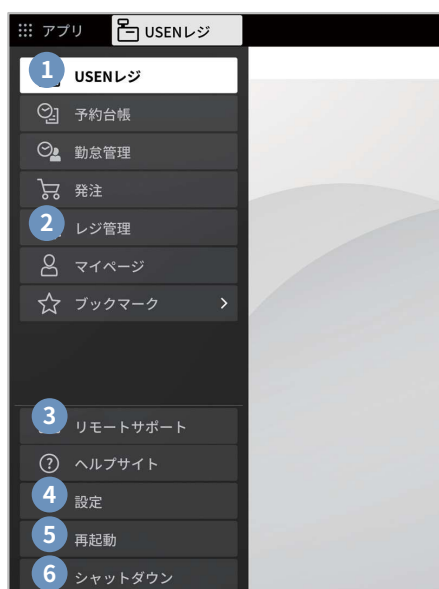 アプリ USENレジ
1 USENレジ
予約台帳
勤怠管理
発注
2 レジ管理
マイページ
ブックマーク
3 リモートサポート
ヘルプサイト
4 設定
5 再起動
6 シャットダウン